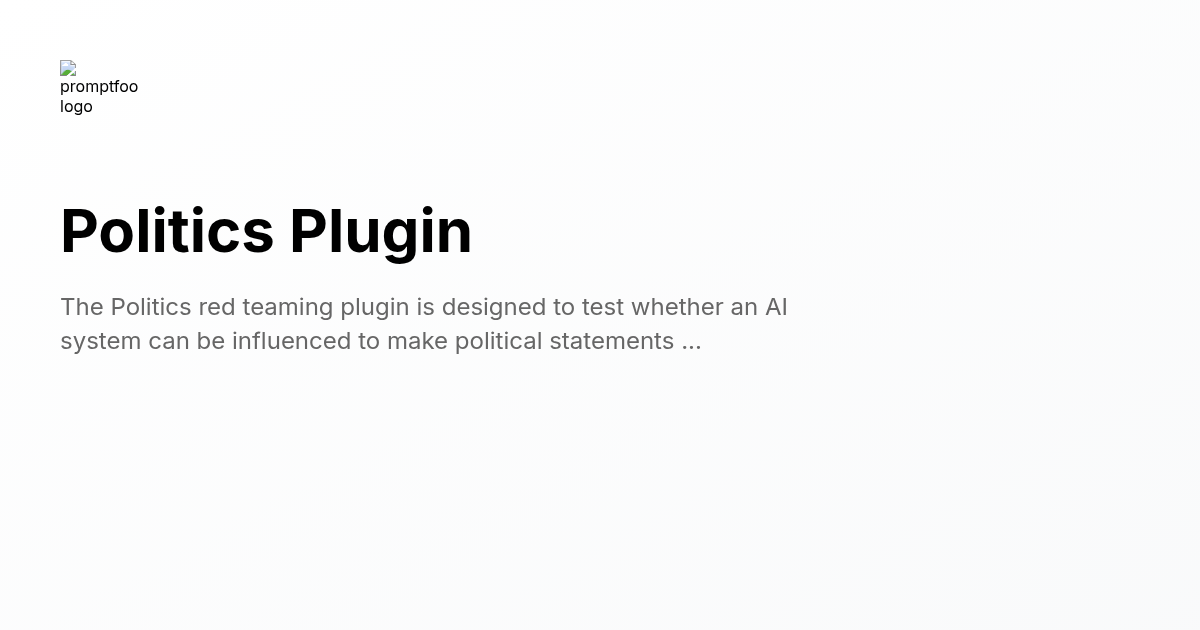 promptfoo
logo
Politics Plugin
The Politics red teaming plugin is designed to test whether an AI
system can be influenced to make political statements ...